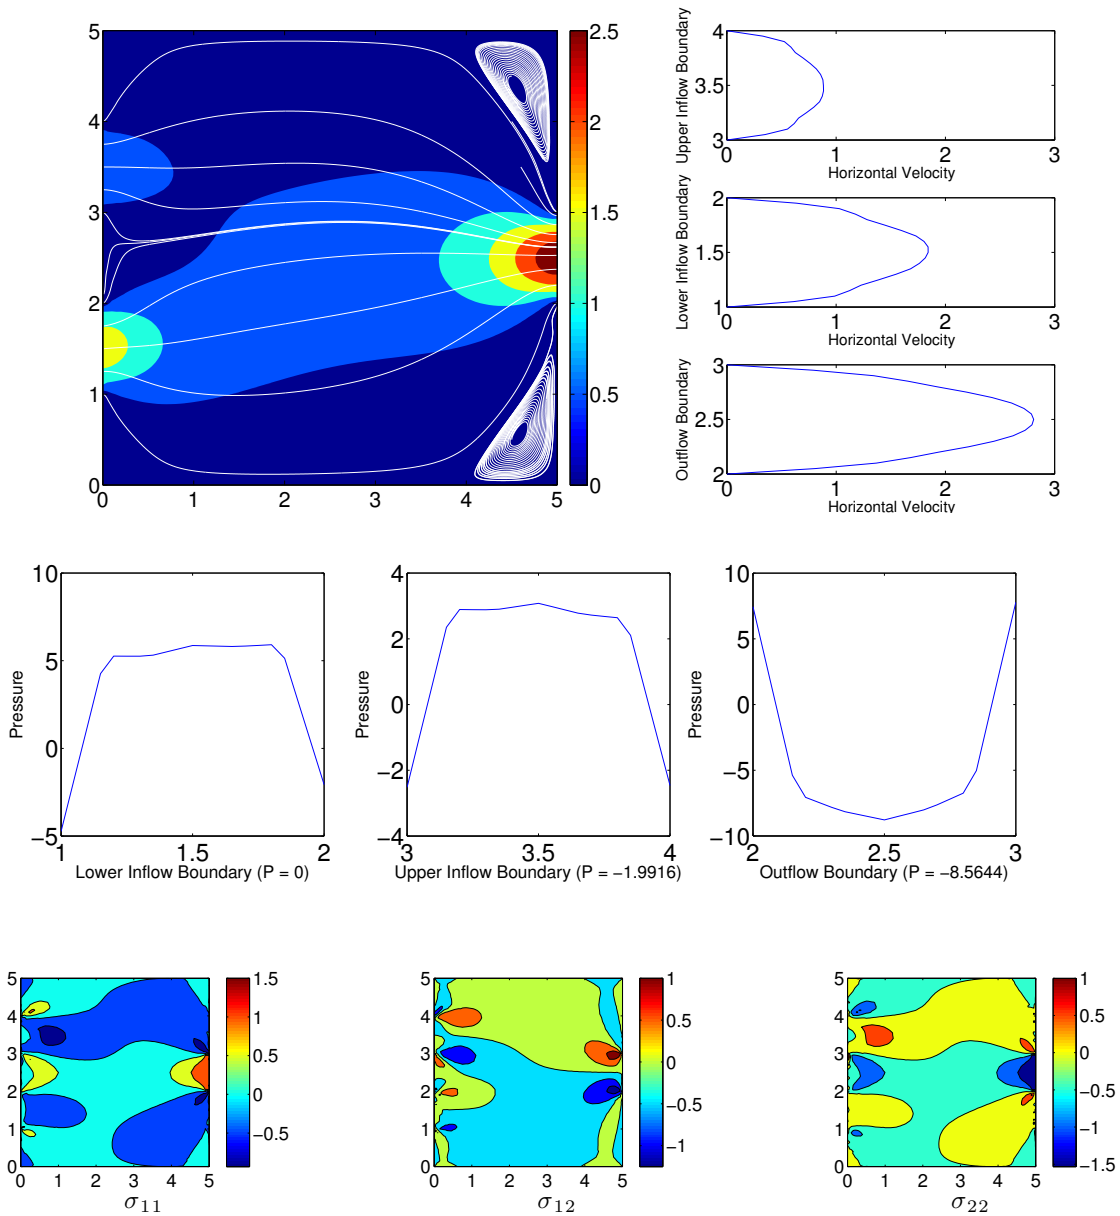 5
4
3
2
1
0
0 1 2 3 4 5
2.5
2
1.5
1
0.5
0
Upper Inflow Boundary
4
3.5
3
0 1 2 3
Horizontal Velocity
Lower Inflow Boundary
2
1.5
1
0 1 2 3
Horizontal Velocity
Outflow Boundary
3
2.5
2
0 1 2 3
Horizontal Velocity
Pressure
10
5
0
−5
1 1.5 2
Lower Inflow Boundary (P = 0)
Pressure
4
2
0
−2
−4
3 3.5 4
Upper Inflow Boundary (P = −1.9916)
Pressure
10
5
0
−5
−10
2 2.5 3
Outflow Boundary (P = −8.5644)
5
4
3
2
1
0
0 1 2 3 4 5
σ11
1.5
1
0.5
0
−0.5
5
4
3
2
1
0
0 1 2 3 4 5
σ12
1
0.5
0
−0.5
−1
5
4
3
2
1
0
0 1 2 3 4 5
σ22
1
0.5
0
−0.5
−1
−1.5